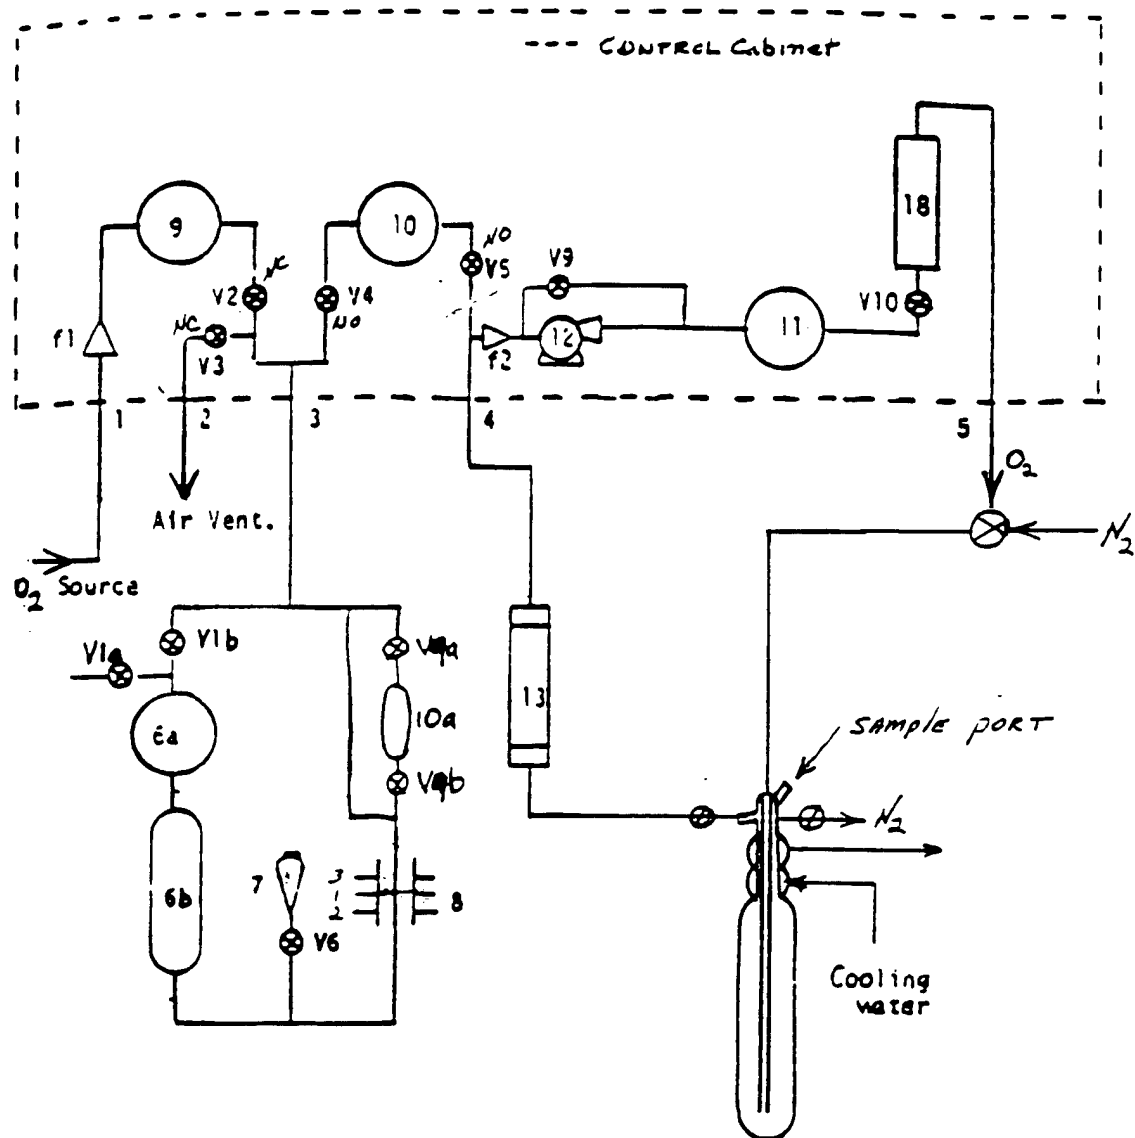 --- CONTROL Cabinet
9
10
18
NC
NO
V5
V9
V2
V4
V10
NC
NO
f1
V3
f2
12
11
1
2
3
4
5
O2
Air Vent.
N2
O2 Source
V1b
V1a
6a
10a
13
SAMPLE PORT
N2
6b
7
3
1
2
8
V6
Cooling
water